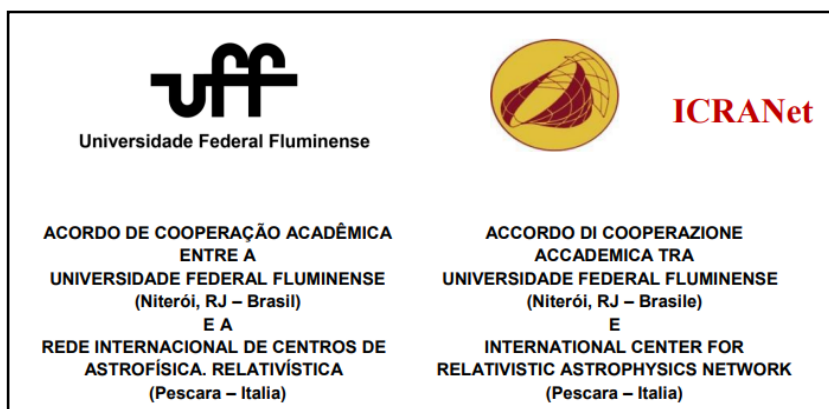 uff
Universidade Federal Fluminense
ICRANet
ACORDO DE COOPERAÇÃO ACADÊMICA
ENTRE A
UNIVERSIDADE FEDERAL FLUMINENSE
(Niterói, RJ – Brasil)
E A
REDE INTERNACIONAL DE CENTROS DE
ASTROFÍSICA. RELATIVÍSTICA
(Pescara – Italia)
ACCORDO DI COOPERAZIONE
ACCADEMICA TRA
UNIVERSIDADE FEDERAL FLUMINENSE
(Niterói, RJ – Brasile)
E
INTERNATIONAL CENTER FOR
RELATIVISTIC ASTROPHYSICS NETWORK
(Pescara – Italia)